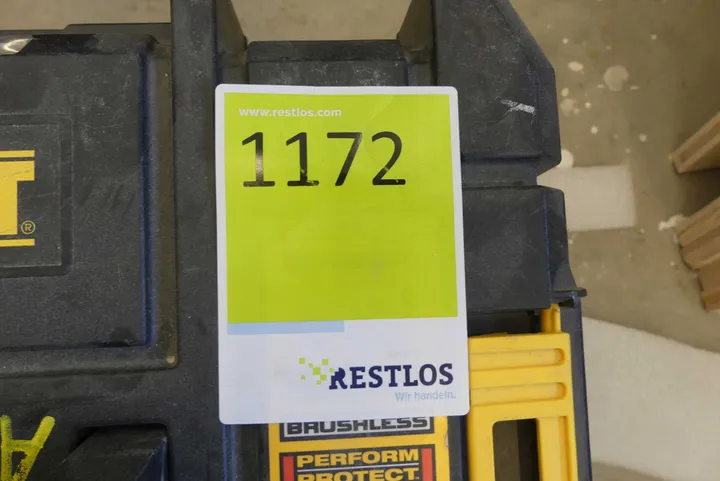 www.restlos.com
1172
®
RESTLOS
Wir handeln.
BRUSHLESS
PERFORM
PROTECT